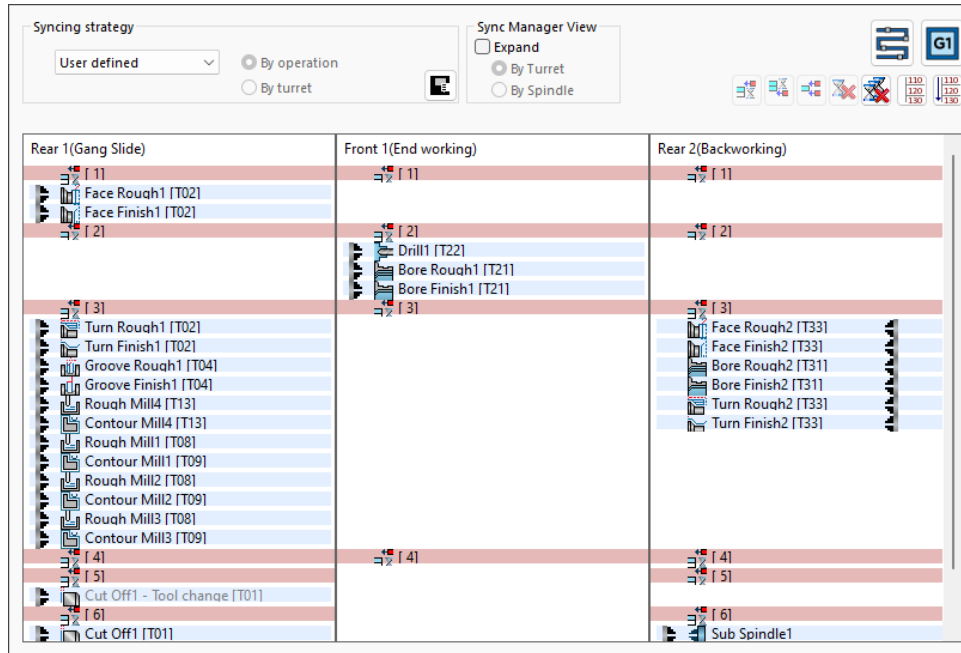 Syncing strategy
User defined
By operation
By turret
Sync Manager View
Expand
By Turret
By Spindle
G1
110
120
130
110
120
130
Rear 1(Gang Slide)
[ 1]
Face Rough1 [T02]
Face Finish1 [T02]
[ 2]
[ 3]
Turn Rough1 [T02]
Turn Finish1 [T02]
Groove Rough1 [T04]
Groove Finish1 [T04]
Rough Mill4 [T13]
Contour Mill4 [T13]
Rough Mill1 [T08]
Contour Mill1 [T09]
Rough Mill2 [T08]
Contour Mill2 [T09]
Rough Mill3 [T08]
Contour Mill3 [T09]
[ 4]
[ 5]
Cut Off1 - Tool change [T01]
[ 6]
Cut Off1 [T01]
Front 1(End working)
[ 1]
[ 2]
Drill1 [T22]
Bore Rough1 [T21]
Bore Finish1 [T21]
[ 3]
[ 4]
Rear 2(Backworking)
[ 1]
[ 2]
[ 3]
Face Rough2 [T33]
Face Finish2 [T33]
Bore Rough2 [T31]
Bore Finish2 [T31]
Turn Rough2 [T33]
Turn Finish2 [T33]
[ 4]
[ 5]
[ 6]
Sub Spindle1